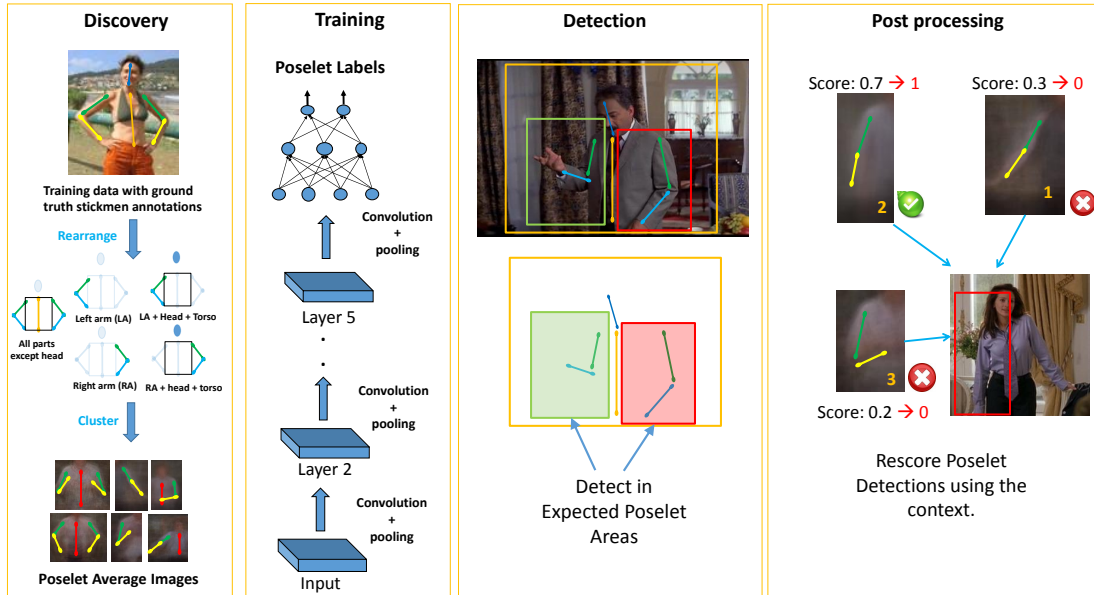 Discovery
Training data with ground
truth stickmen annotations
Rearrange
All parts
except head
Left arm (LA)
LA + Head + Torso
Right arm (RA)
RA + head + torso
Cluster
Poselet Average Images
Training
Poselet Labels
Convolution
+
pooling
Layer 5
.
.
Convolution
+
pooling
Layer 2
Convolution
+
pooling
Input
Detection
Detect in
Expected Poselet
Areas
Post processing
Score: 0.7 → 1
2
Score: 0.3 → 0
1
3
Score: 0.2 → 0
Rescore Poselet
Detections using the
context.